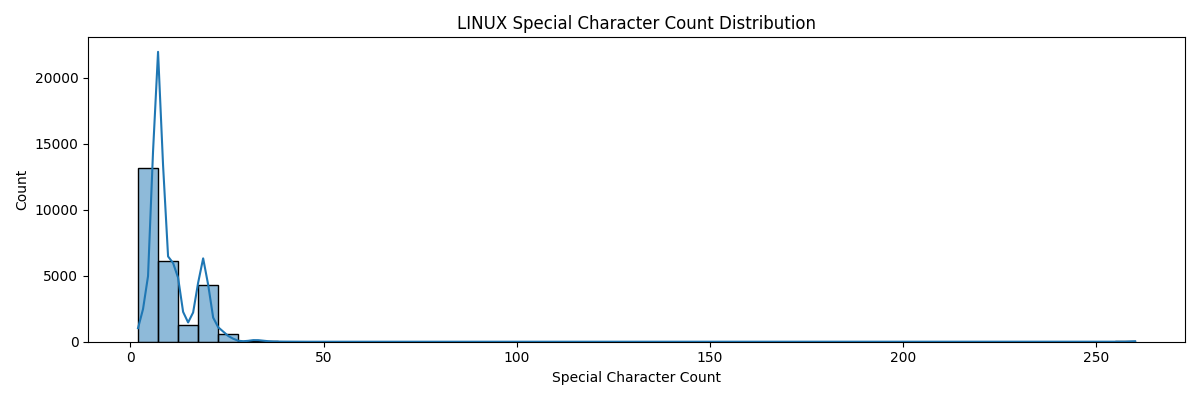 LINUX Special Character Count Distribution
20000
15000
10000
5000
0
Count
0 50 100 150 200 250
Special Character Count